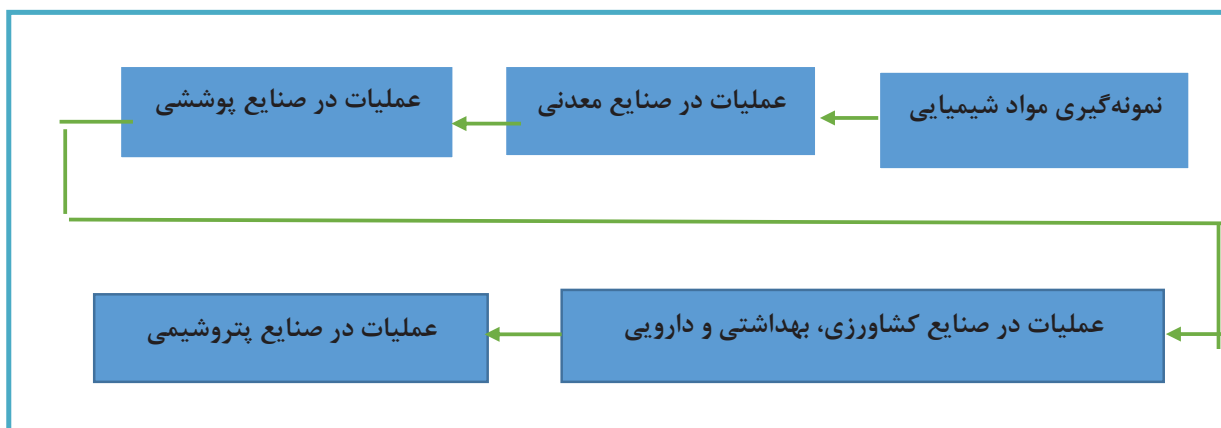 نمونه‌گیری مواد شیمیایی
عملیات در صنایع معدنی
عملیات در صنایع پوششی
عملیات در صنایع کشاورزی، بهداشتی و دارویی
عملیات در صنایع پتروشیمی